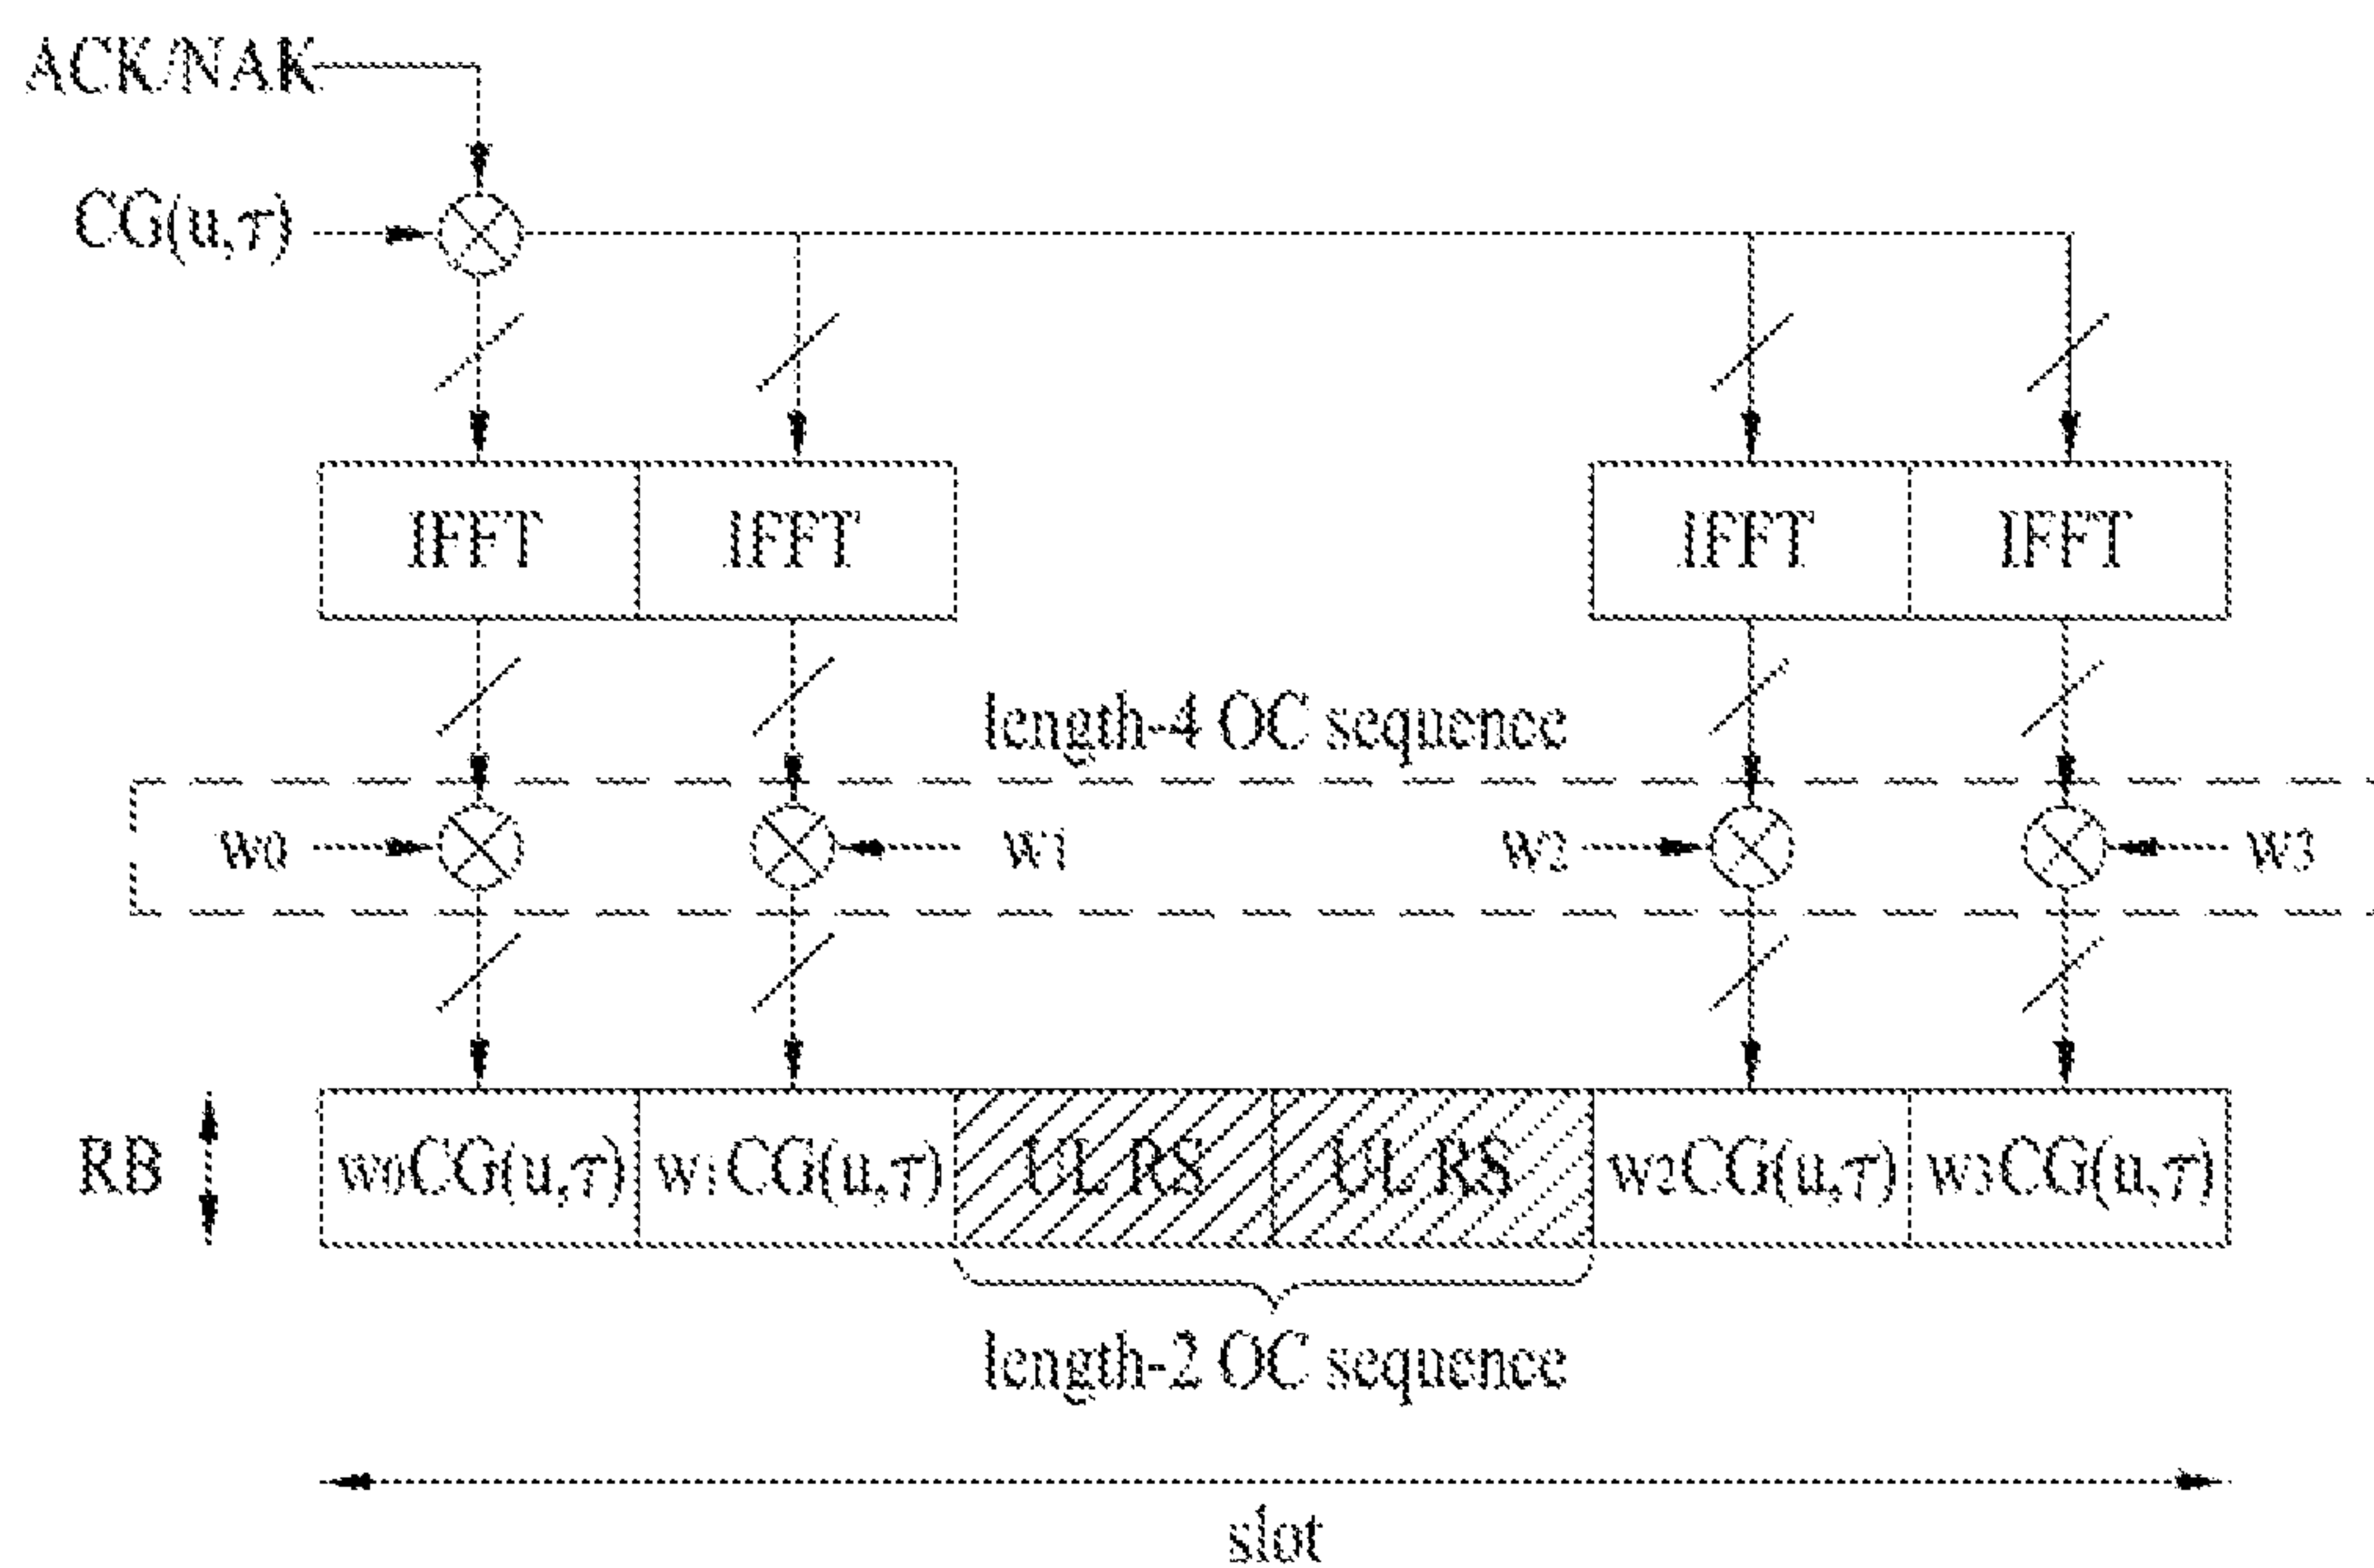 ACK/NAK
CG(u,τ)
IFFT IFFT IFFT IFFT
length-4 OC sequence
w0 w1 w2 w3
RB w0CG(u,τ) w1CG(u,τ) UL RS UL RS w2CG(u,τ) w3CG(u,τ)
length-2 OC sequence
slot